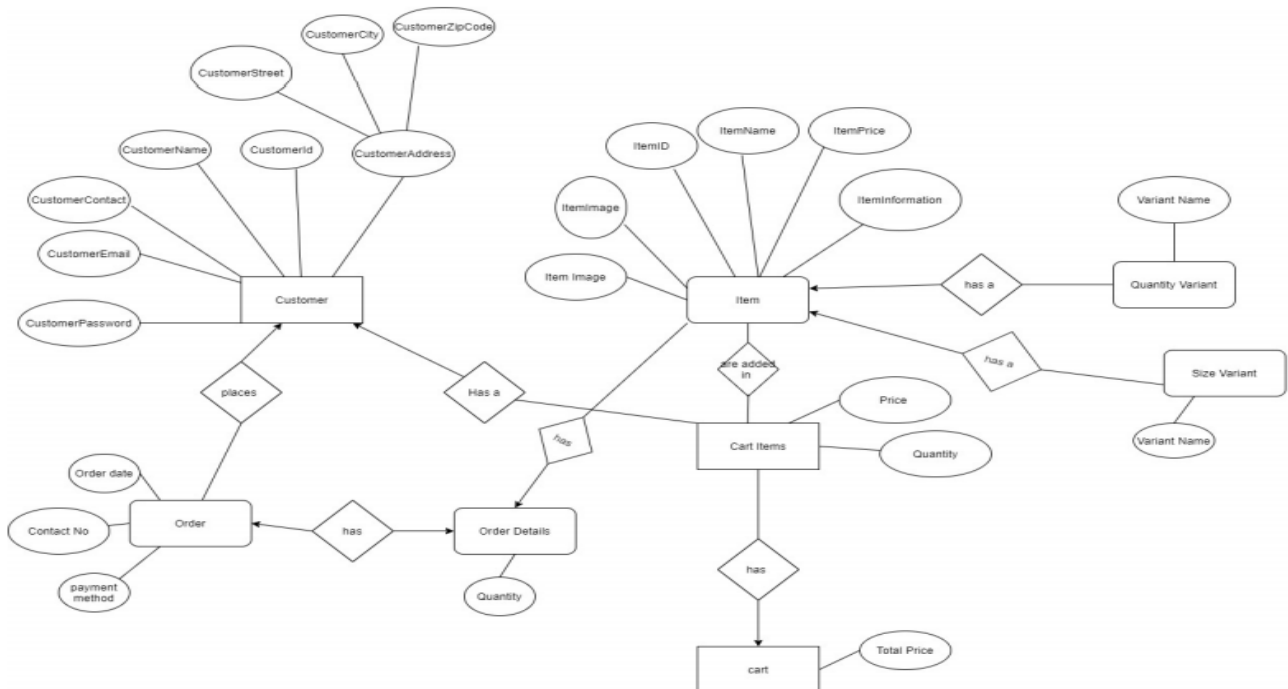 CustomerZipCode
CustomerCity
CustomerStreet
CustomerName
CustomerId
CustomerAddress
CustomerContact
CustomerEmail
CustomerPassword
Customer
ItemID
ItemName
ItemPrice
ItemImage
ItemInformation
Item Image
Item
Variant Name
has a
Quantity Variant
has a
Size Variant
Variant Name
places
Has a
are added
in
Price
has
Cart Items
Quantity
Order date
Contact No
Order
payment
method
has
Order Details
Quantity
has
cart
Total Price